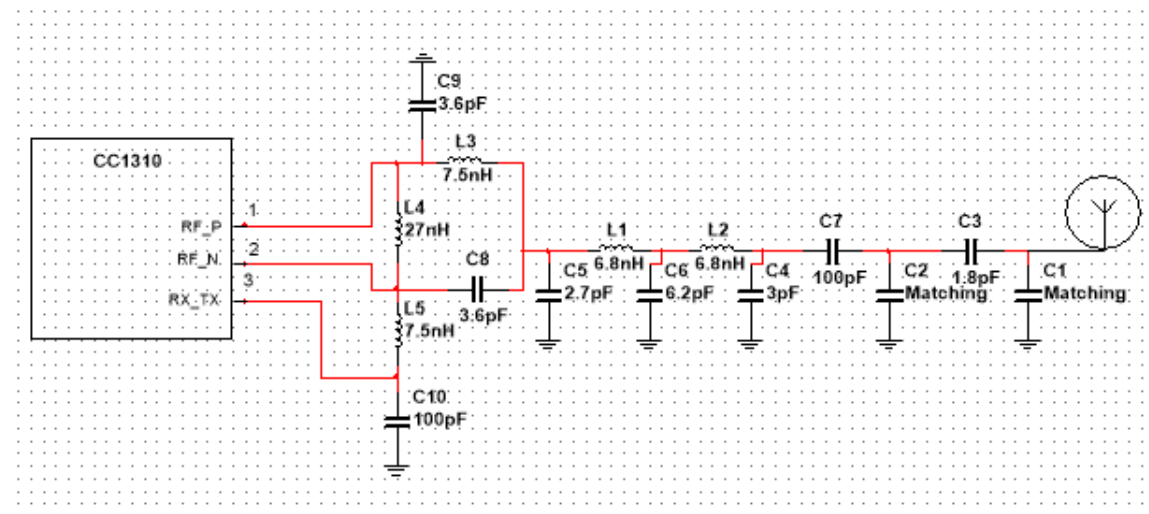 CC1310
RF_P
RF_N
RX_TX
1
2
3
C9
3.6pF
L3
7.5nH
L4
27nH
C8
3.6pF
L5
7.5nH
C10
100pF
C5
2.7pF
L1
6.8nH
C6
6.2pF
L2
6.8nH
C4
3pF
C7
100pF
C2
Matching
C3
1.8pF
C1
Matching